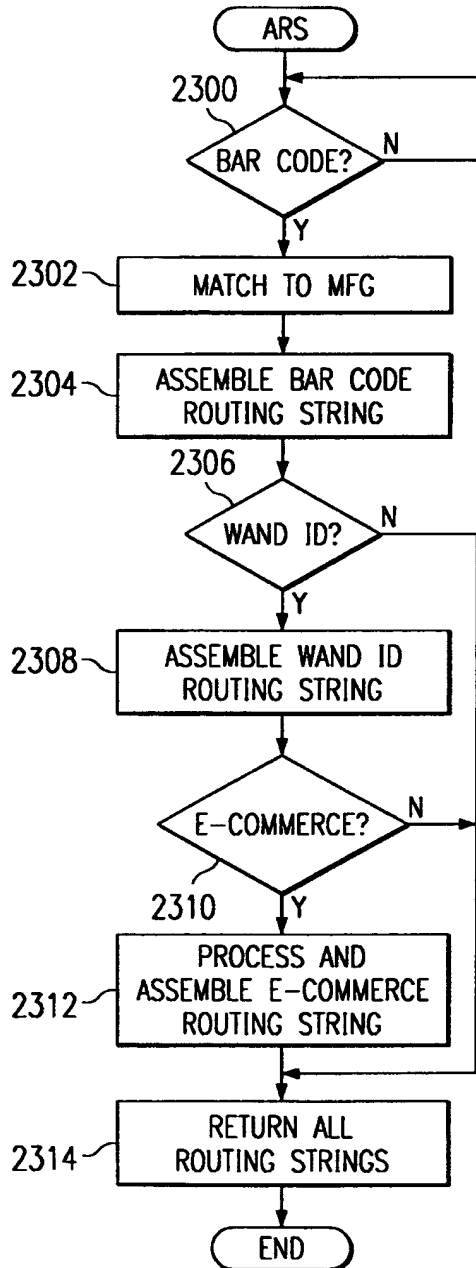 ARS
2300
BAR CODE?
N
Y
2302
MATCH TO MFG
2304
ASSEMBLE BAR CODE
ROUTING STRING
2306
WAND ID?
N
Y
2308
ASSEMBLE WAND ID
ROUTING STRING
E-COMMERCE?
N
2310
Y
2312
PROCESS AND
ASSEMBLE E-COMMERCE
ROUTING STRING
2314
RETURN ALL
ROUTING STRINGS
END